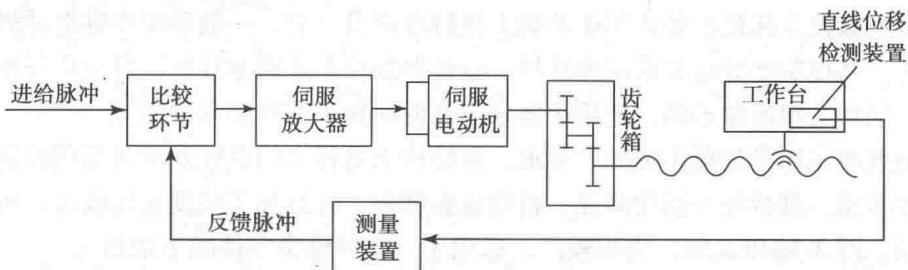 直线位移
检测装置
进给脉冲
比较
环节
伺服
放大器
伺服
电动机
齿轮箱
工作台
反馈脉冲
测量
装置